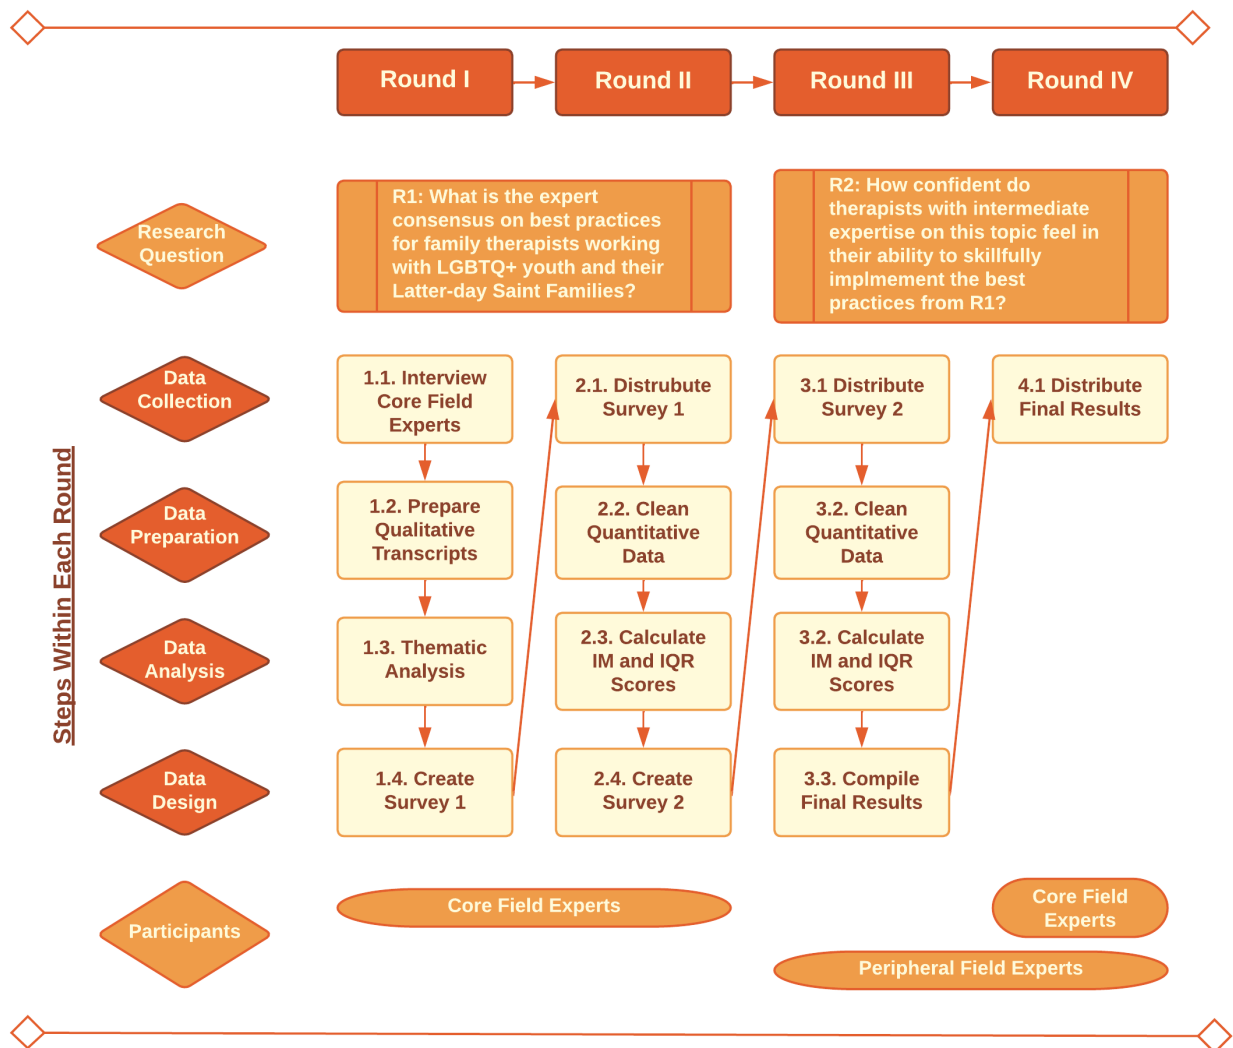 Round I
Round II
Round III
Round IV
Research
Question
R1: What is the expert
consensus on best practices
for family therapists working
with LGBTQ+ youth and their
Latter-day Saint Families?
R2: How confident do
therapists with intermediate
expertise on this topic feel in
their ability to skillfully
implmement the best
practices from R1?
Steps Within Each Round
Data
Collection
1.1. Interview
Core Field
Experts
2.1. Distrubute
Survey 1
3.1 Distribute
Survey 2
4.1 Distribute
Final Results
Data
Preparation
1.2. Prepare
Qualitative
Transcripts
2.2. Clean
Quantitative
Data
3.2. Clean
Quantitative
Data
Data
Analysis
1.3. Thematic
Analysis
2.3. Calculate
IM and IQR
Scores
3.2. Calculate
IM and IQR
Scores
Data
Design
1.4. Create
Survey 1
2.4. Create
Survey 2
3.3. Compile
Final Results
Participants
Core Field Experts
Core Field
Experts
Peripheral Field Experts